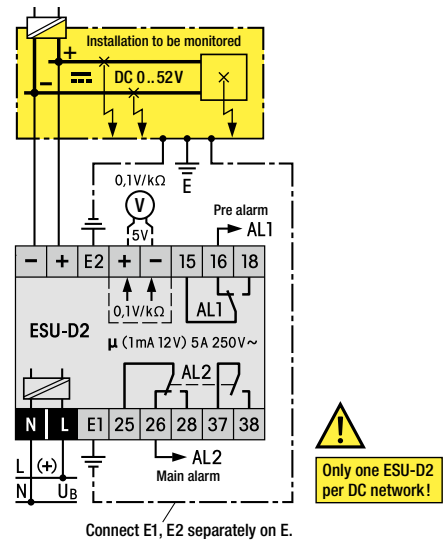 Installation to be monitored
+
− DC 0..52V
0,1V/kΩ
E
V
5V
Pre alarm
AL1
− + E2 + − 15 16 18
0,1V/kΩ
AL1
ESU-D2
µ (1mA 12V) 5A 250V~
AL2
N L E1 25 26 28 37 38
L (+)
AL2
N UB
Main alarm
Only one ESU-D2
per DC network!
Connect E1, E2 separately on E.